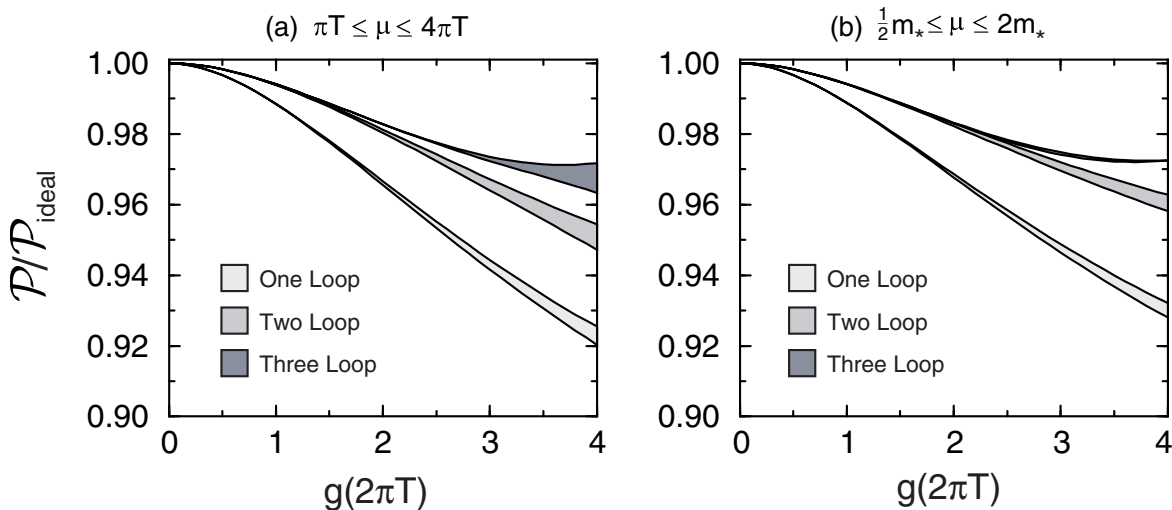 (a) πT ≤ μ ≤ 4πT
(b) ½m* ≤ μ ≤ 2m*
P/P_ideal
1.00
0.98
0.96
0.94
0.92
0.90
One Loop
Two Loop
Three Loop
0 1 2 3 4
g(2πT)
1.00
0.98
0.96
0.94
0.92
0.90
One Loop
Two Loop
Three Loop
0 1 2 3 4
g(2πT)